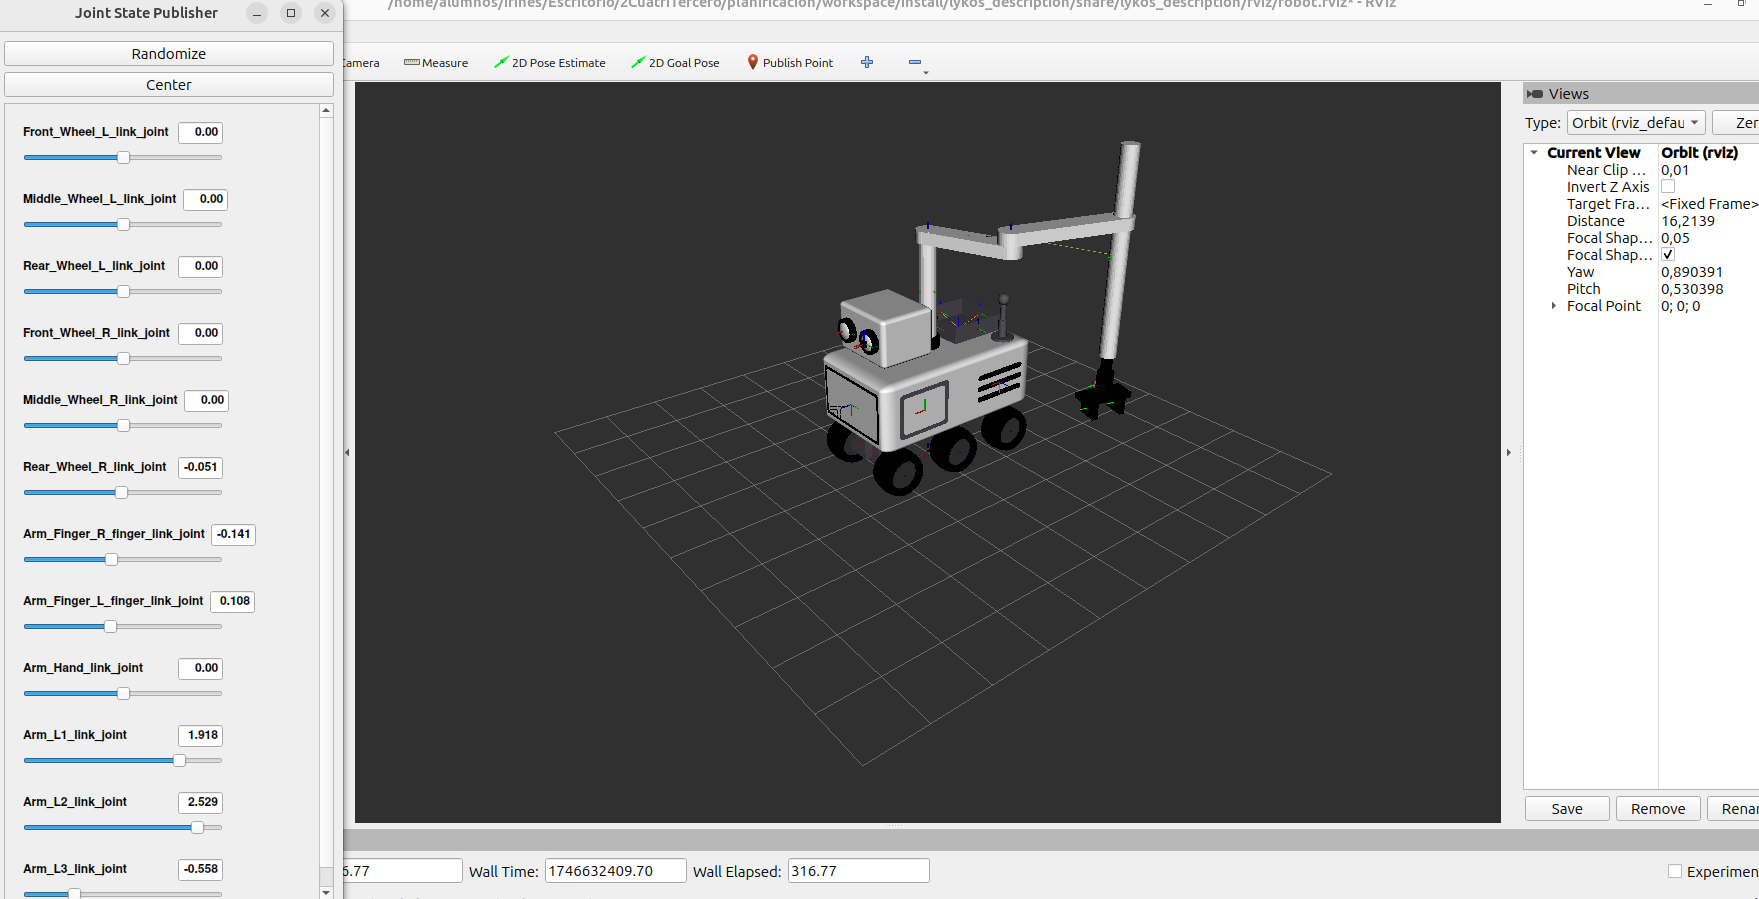 Joint State Publisher
Randomize
Center
Front_Wheel_L_link_joint 0.00
Middle_Wheel_L_link_joint 0.00
Rear_Wheel_L_link_joint 0.00
Front_Wheel_R_link_joint 0.00
Middle_Wheel_R_link_joint 0.00
Rear_Wheel_R_link_joint -0.051
Arm_Finger_R_finger_link_joint -0.141
Arm_Finger_L_finger_link_joint 0.108
Arm_Hand_link_joint 0.00
Arm_L1_link_joint 1.918
Arm_L2_link_joint 2.529
Arm_L3_link_joint -0.558
/home/alumnos/irines/Escritorio/2CuatriTercero/planificacion/workspace/install/lykos_description/share/lykos_description/rviz/robot.rviz* - RViz
Camera Measure 2D Pose Estimate 2D Goal Pose Publish Point
Views
Type: Orbit (rviz_defau Zer
Current View Orbit (rviz)
Near Clip ... 0,01
Invert Z Axis
Target Fra... <Fixed Frame>
Distance 16,2139
Focal Shap... 0,05
Focal Shap... ✔
Yaw 0,890391
Pitch 0,530398
Focal Point 0; 0; 0
Save Remove Renar
6.77 Wall Time: 1746632409.70 Wall Elapsed: 316.77
Experimen